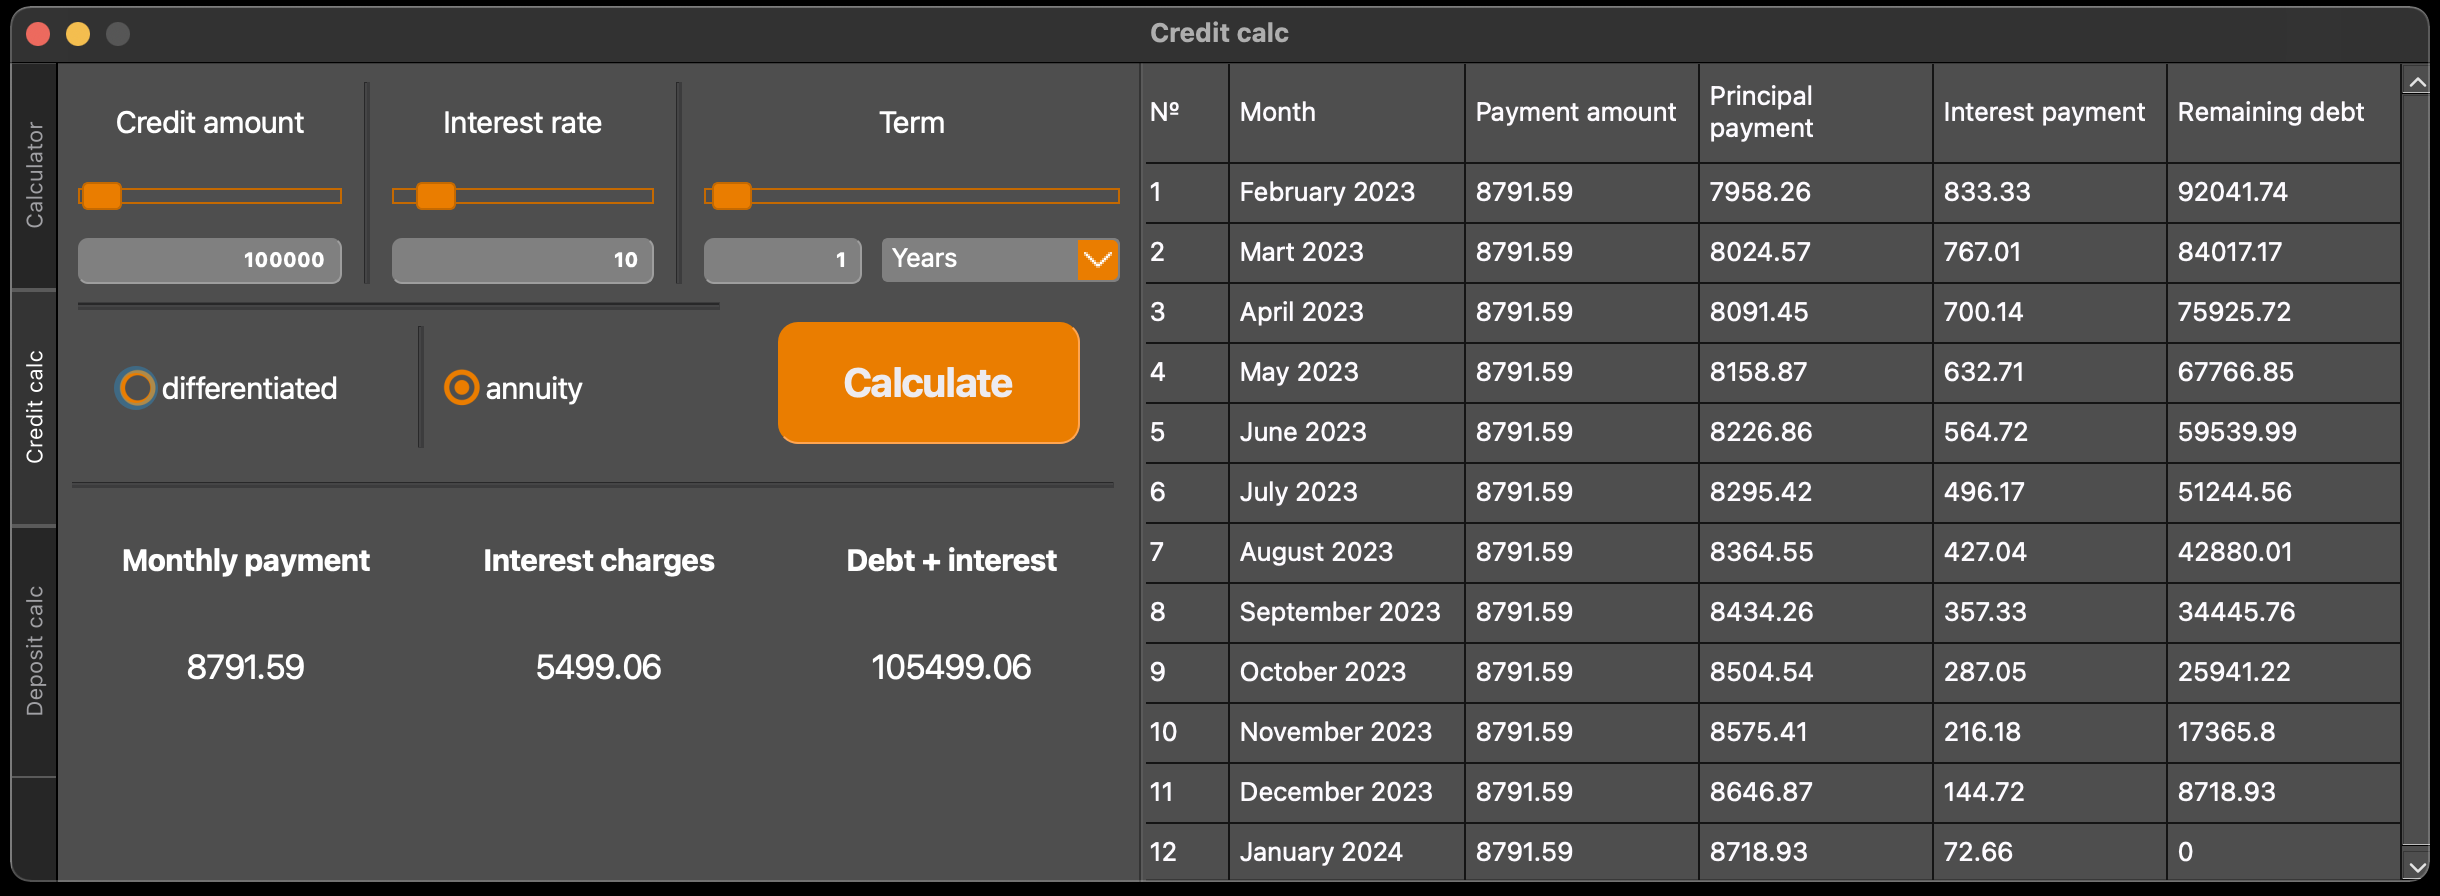 Credit calc
Calculator
Credit calc
Deposit calc
Credit amount
Interest rate
Term
100000
10
1
Years
differentiated
annuity
Calculate
Monthly payment
Interest charges
Debt + interest
8791.59
5499.06
105499.06
Nº Month Payment amount Principal payment Interest payment Remaining debt
1 February 2023 8791.59 7958.26 833.33 92041.74
2 Mart 2023 8791.59 8024.57 767.01 84017.17
3 April 2023 8791.59 8091.45 700.14 75925.72
4 May 2023 8791.59 8158.87 632.71 67766.85
5 June 2023 8791.59 8226.86 564.72 59539.99
6 July 2023 8791.59 8295.42 496.17 51244.56
7 August 2023 8791.59 8364.55 427.04 42880.01
8 September 2023 8791.59 8434.26 357.33 34445.76
9 October 2023 8791.59 8504.54 287.05 25941.22
10 November 2023 8791.59 8575.41 216.18 17365.8
11 December 2023 8791.59 8646.87 144.72 8718.93
12 January 2024 8791.59 8718.93 72.66 0